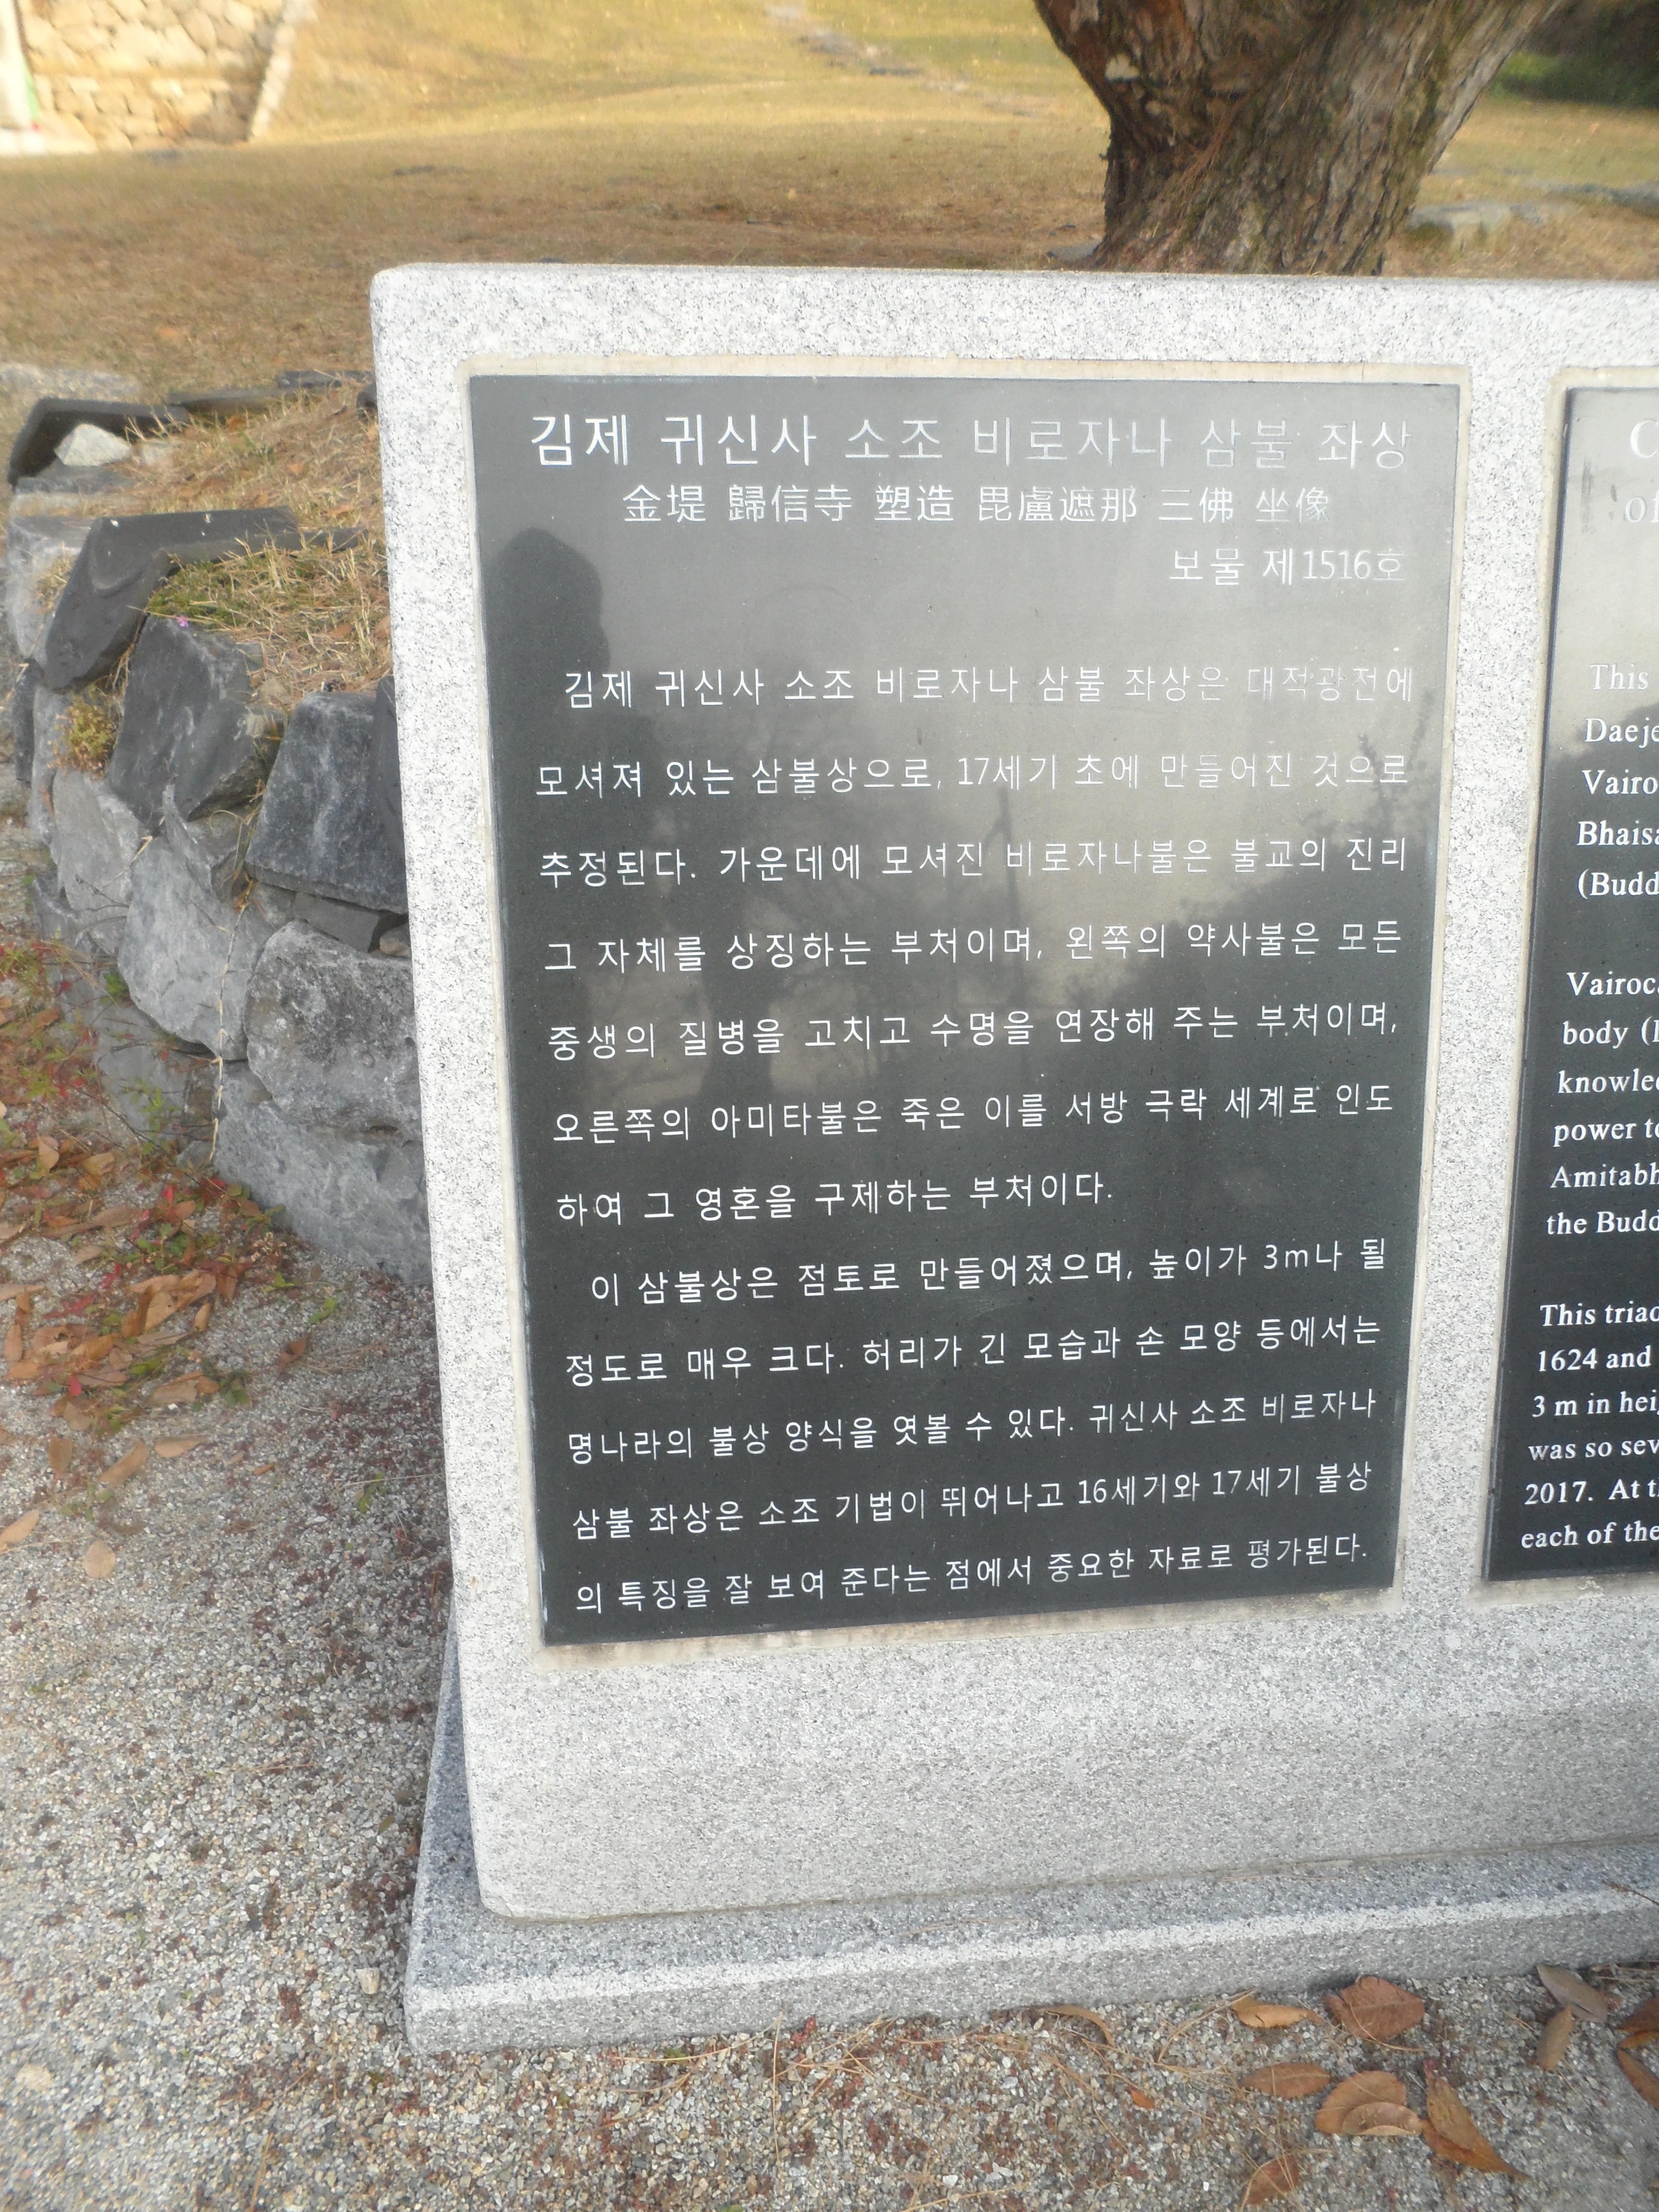 김제 귀신사 소조 비로자나 삼불 좌상
金堤 歸信寺 塑造 毘盧遮那 三佛 坐像
보물 제1516호
김제 귀신사 소조 비로자나 삼불 좌상은 대적광전에
모셔져 있는 삼불상으로, 17세기 초에 만들어진 것으로
추정된다. 가운데에 모셔진 비로자나불은 불교의 진리
그 자체를 상징하는 부처이며, 왼쪽의 약사불은 모든
중생의 질병을 고치고 수명을 연장해 주는 부처이며,
오른쪽의 아미타불은 죽은 이를 서방 극락 세계로 인도
하여 그 영혼을 구제하는 부처이다.
이 삼불상은 점토로 만들어졌으며, 높이가 3m나 될
정도로 매우 크다. 허리가 긴 모습과 손 모양 등에서는
명나라의 불상 양식을 엿볼 수 있다. 귀신사 소조 비로자나
삼불 좌상은 소조 기법이 뛰어나고 16세기와 17세기 불상
의 특징을 잘 보여 준다는 점에서 중요한 자료로 평가된다.
C
of
This
Daeje
Vairo
Bhaisa
(Budd
Vairoca
body (
knowled
power to
Amitabh
the Budd
This triad
1624 and
3 m in hei
was so sev
2017. At t
each of the